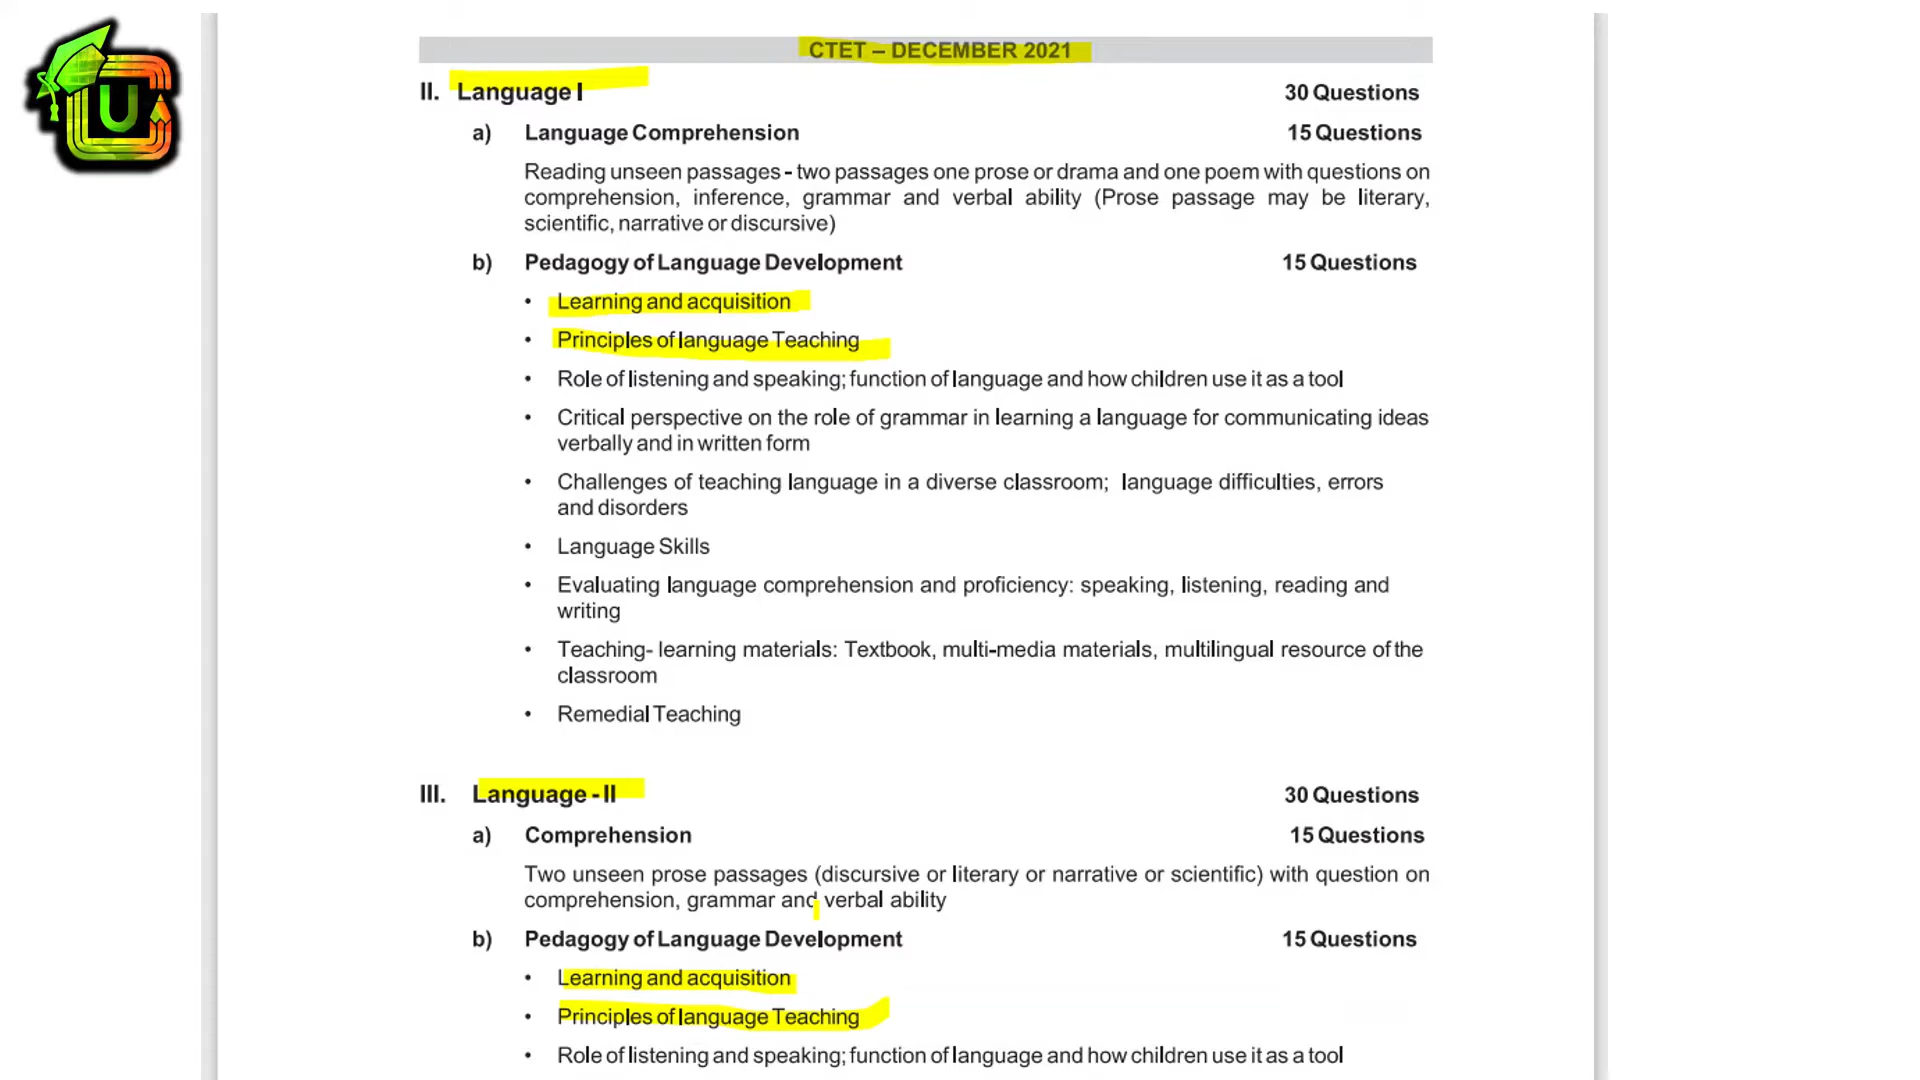 U
CTET – DECEMBER 2021
II. Language I 30 Questions
a) Language Comprehension 15 Questions
Reading unseen passages - two passages one prose or drama and one poem with questions on
comprehension, inference, grammar and verbal ability (Prose passage may be literary,
scientific, narrative or discursive)
b) Pedagogy of Language Development 15 Questions
• Learning and acquisition
• Principles of language Teaching
• Role of listening and speaking; function of language and how children use it as a tool
• Critical perspective on the role of grammar in learning a language for communicating ideas
verbally and in written form
• Challenges of teaching language in a diverse classroom; language difficulties, errors
and disorders
• Language Skills
• Evaluating language comprehension and proficiency: speaking, listening, reading and
writing
• Teaching- learning materials: Textbook, multi-media materials, multilingual resource of the
classroom
• Remedial Teaching
III. Language - II 30 Questions
a) Comprehension 15 Questions
Two unseen prose passages (discursive or literary or narrative or scientific) with question on
comprehension, grammar and verbal ability
b) Pedagogy of Language Development 15 Questions
• Learning and acquisition
• Principles of language Teaching
• Role of listening and speaking; function of language and how children use it as a tool